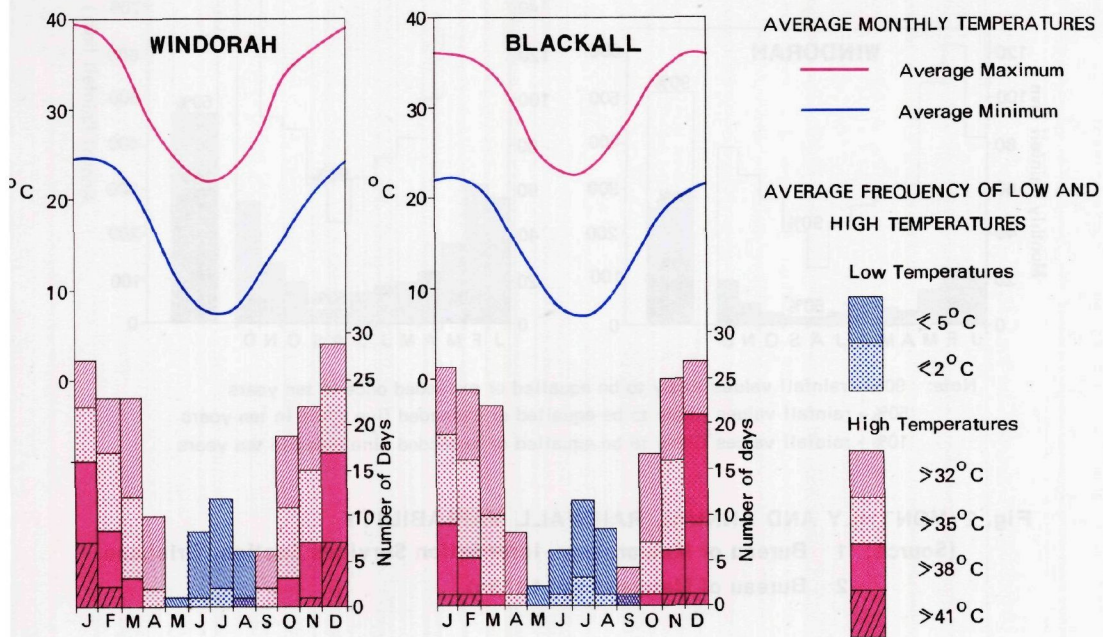 WINDORAH
BLACKALL
AVERAGE MONTHLY TEMPERATURES
Average Maximum
Average Minimum
AVERAGE FREQUENCY OF LOW AND
HIGH TEMPERATURES
Low Temperatures
⩽ 5°C
⩽2°C
High Temperatures
⩾32°C
⩾35°C
⩾38°C
⩾41°C
40
30
°C
20
10
0
30
25
20
15
10
5
0
Number of Days
J F M A M J J A S O N D
40
30
°C
20
10
0
30
25
20
15
10
5
0
Number of days
J F M A M J J A S O N D